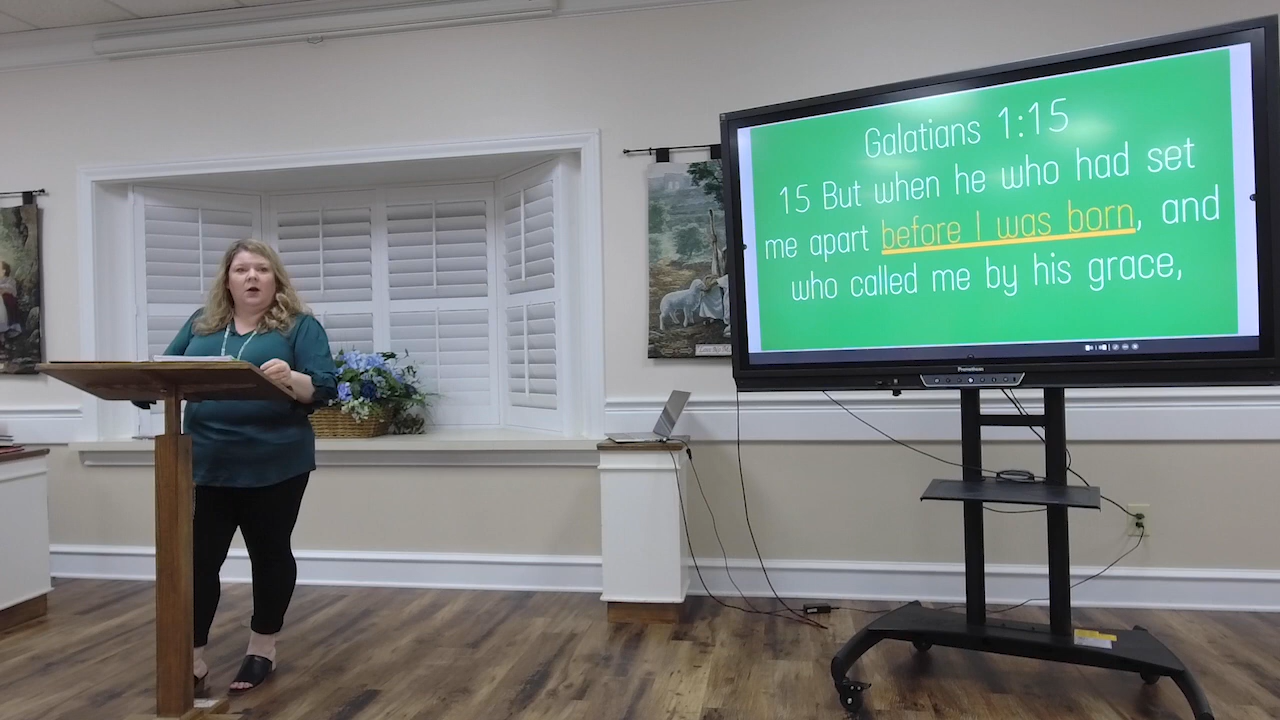 Galatians 1:15
15 But when he who had set
me apart before I was born, and
who called me by his grace,
Promethean